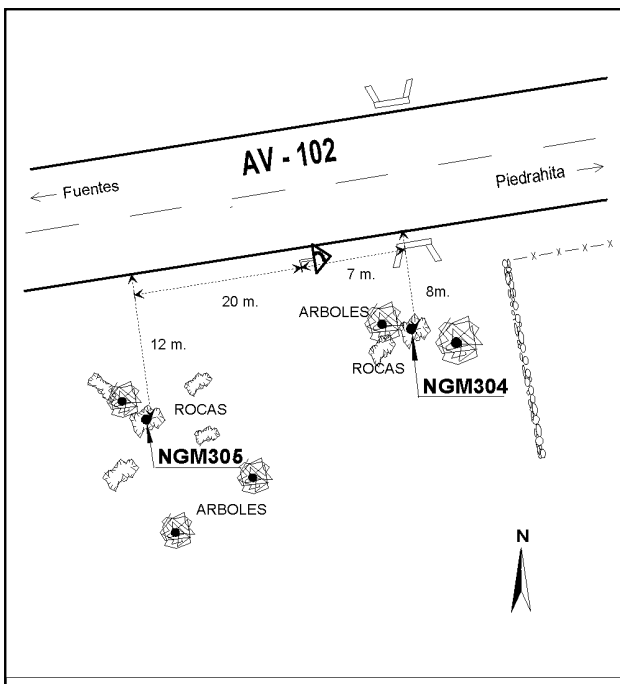 AV - 102
← Fuentes
Piedrahita →
20 m.
7 m.
8m.
ARBOLES
12 m.
ROCAS
NGM304
ROCAS
NGM305
ARBOLES
N